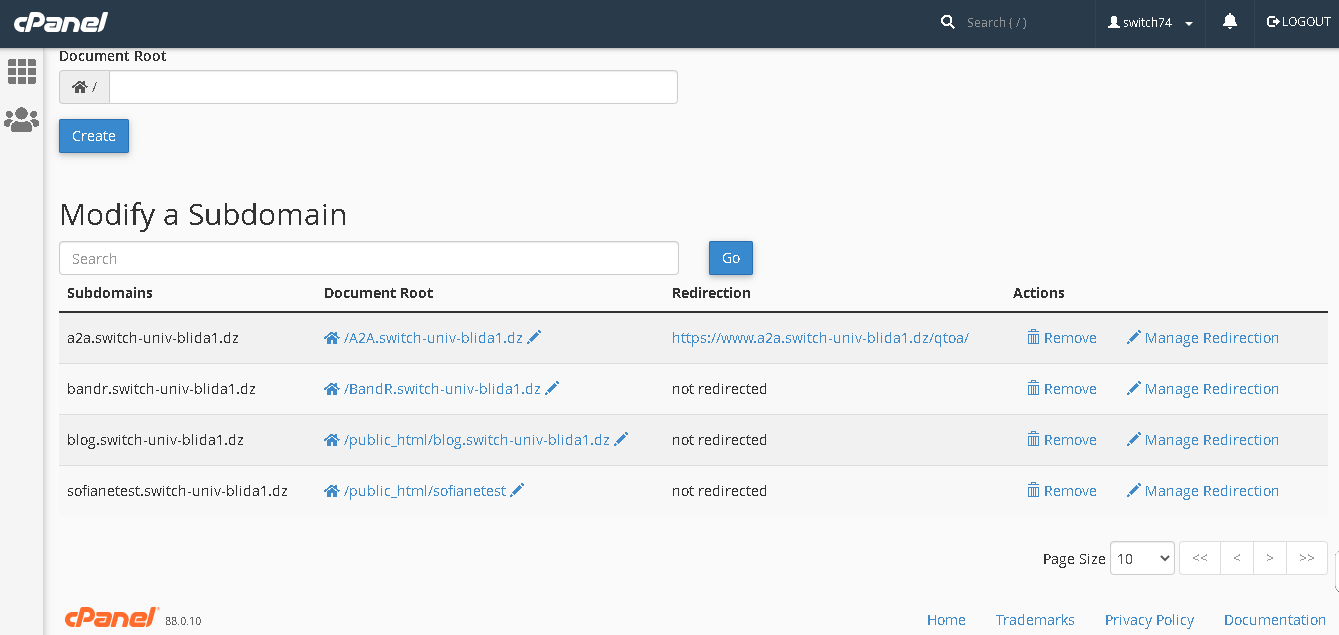 cPanel Search ( / ) switch74 LOGOUT
Document Root
/
Create
Modify a Subdomain
Search Go
Subdomains Document Root Redirection Actions
a2a.switch-univ-blida1.dz /A2A.switch-univ-blida1.dz https://www.a2a.switch-univ-blida1.dz/qtoa/ Remove Manage Redirection
bandr.switch-univ-blida1.dz /BandR.switch-univ-blida1.dz not redirected Remove Manage Redirection
blog.switch-univ-blida1.dz /public_html/blog.switch-univ-blida1.dz not redirected Remove Manage Redirection
sofianetest.switch-univ-blida1.dz /public_html/sofianetest not redirected Remove Manage Redirection
Page Size 10 << < > >>
cPanel 88.0.10 Home Trademarks Privacy Policy Documentation